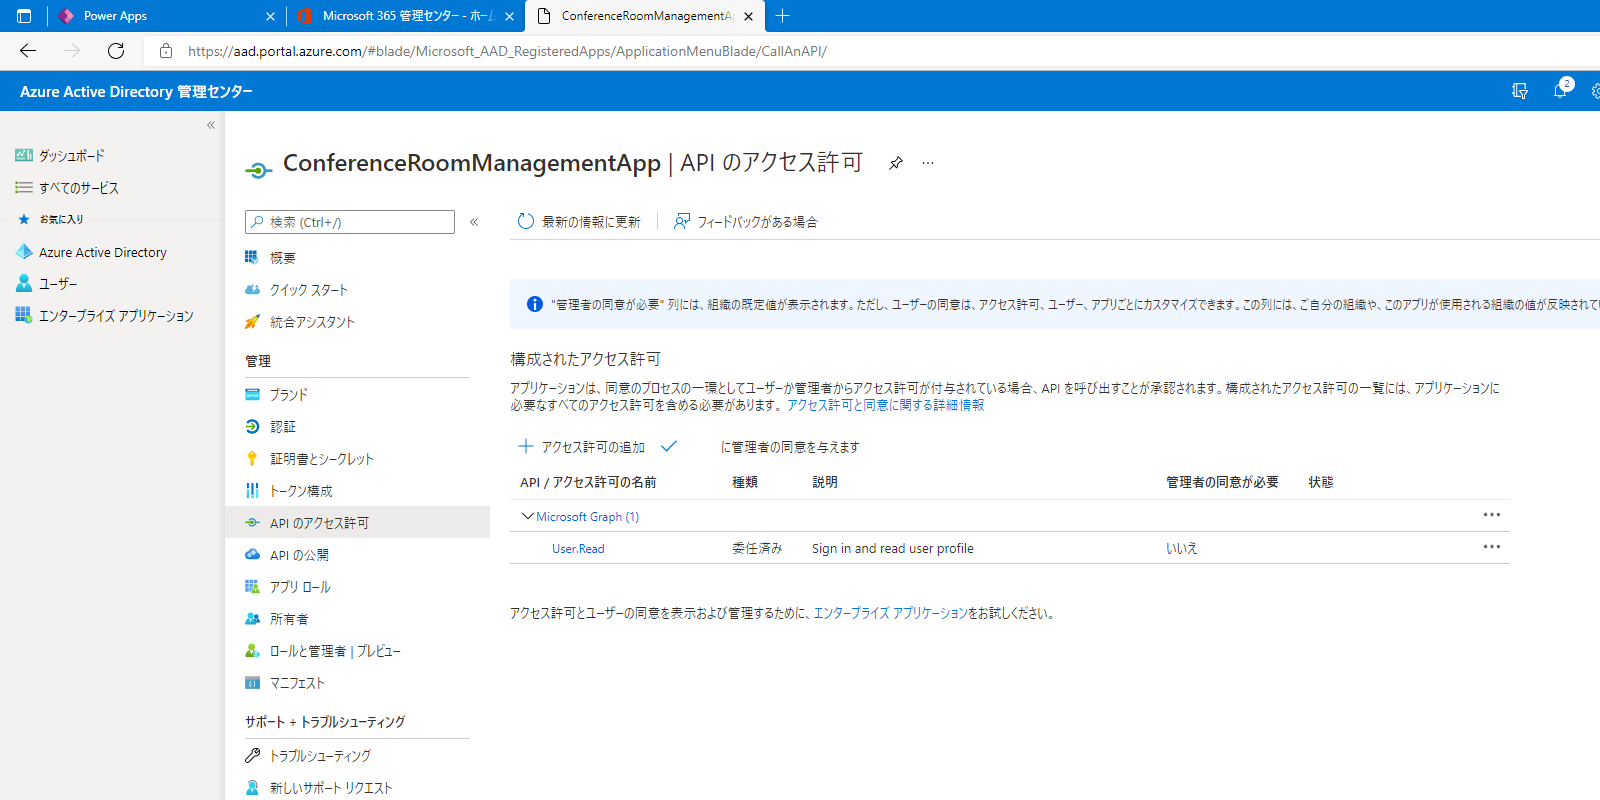 Power Apps
Microsoft 365 管理センター - ホーム
ConferenceRoomManagementAp
https://aad.portal.azure.com/#blade/Microsoft_AAD_RegisteredApps/ApplicationMenuBlade/CallAnAPI/
Azure Active Directory 管理センター
2
ダッシュボード
すべてのサービス
お気に入り
Azure Active Directory
ユーザー
エンタープライズ アプリケーション
ConferenceRoomManagementApp | API のアクセス許可
検索 (Ctrl+/)
概要
クイック スタート
統合アシスタント
管理
ブランド
認証
証明書とシークレット
トークン構成
API のアクセス許可
API の公開
アプリ ロール
所有者
ロールと管理者 | プレビュー
マニフェスト
サポート + トラブルシューティング
トラブルシューティング
新しいサポート リクエスト
最新の情報に更新
フィードバックがある場合
"管理者の同意が必要" 列には、組織の既定値が表示されます。ただし、ユーザーの同意は、アクセス許可、ユーザー、アプリごとにカスタマイズできます。この列には、ご自分の組織や、このアプリが使用される組織の値が反映されてい
構成されたアクセス許可
アプリケーションは、同意のプロセスの一環としてユーザーか管理者からアクセス許可が付与されている場合、API を呼び出すことが承認されます。構成されたアクセス許可の一覧には、アプリケーションに
必要なすべてのアクセス許可を含める必要があります。 アクセス許可と同意に関する詳細情報
アクセス許可の追加 に管理者の同意を与えます
API / アクセス許可の名前 種類 説明 管理者の同意が必要 状態
Microsoft Graph (1)
User.Read 委任済み Sign in and read user profile いいえ
アクセス許可とユーザーの同意を表示および管理するために、エンタープライズ アプリケーションをお試しください。